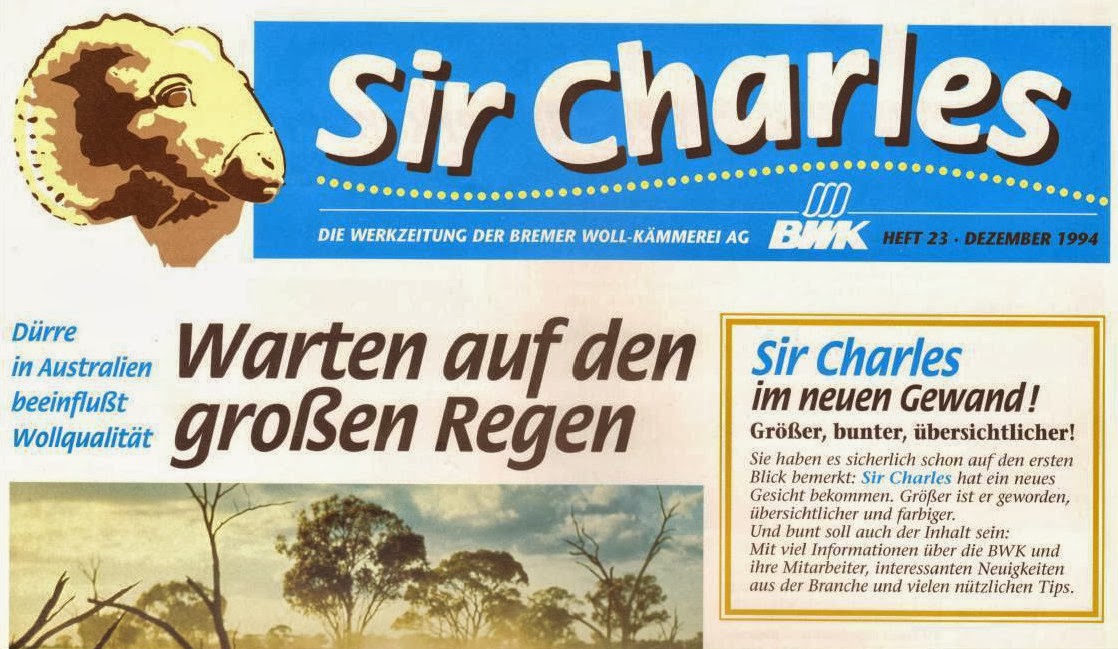 Sir Charles
DIE WERKZEITUNG DER BREMER WOLL-KÄMMEREI AG
BWK
HEFT 23 · DEZEMBER 1994
Dürre
in Australien
beeinflußt
Wollqualität
Warten auf den
großen Regen
Sir Charles
im neuen Gewand!
Größer, bunter, übersichtlicher!
Sie haben es sicherlich schon auf den ersten
Blick bemerkt: Sir Charles hat ein neues
Gesicht bekommen. Größer ist er geworden,
übersichtlicher und farbiger.
Und bunt soll auch der Inhalt sein:
Mit viel Informationen über die BWK und
ihre Mitarbeiter, interessanten Neuigkeiten
aus der Branche und vielen nützlichen Tips.